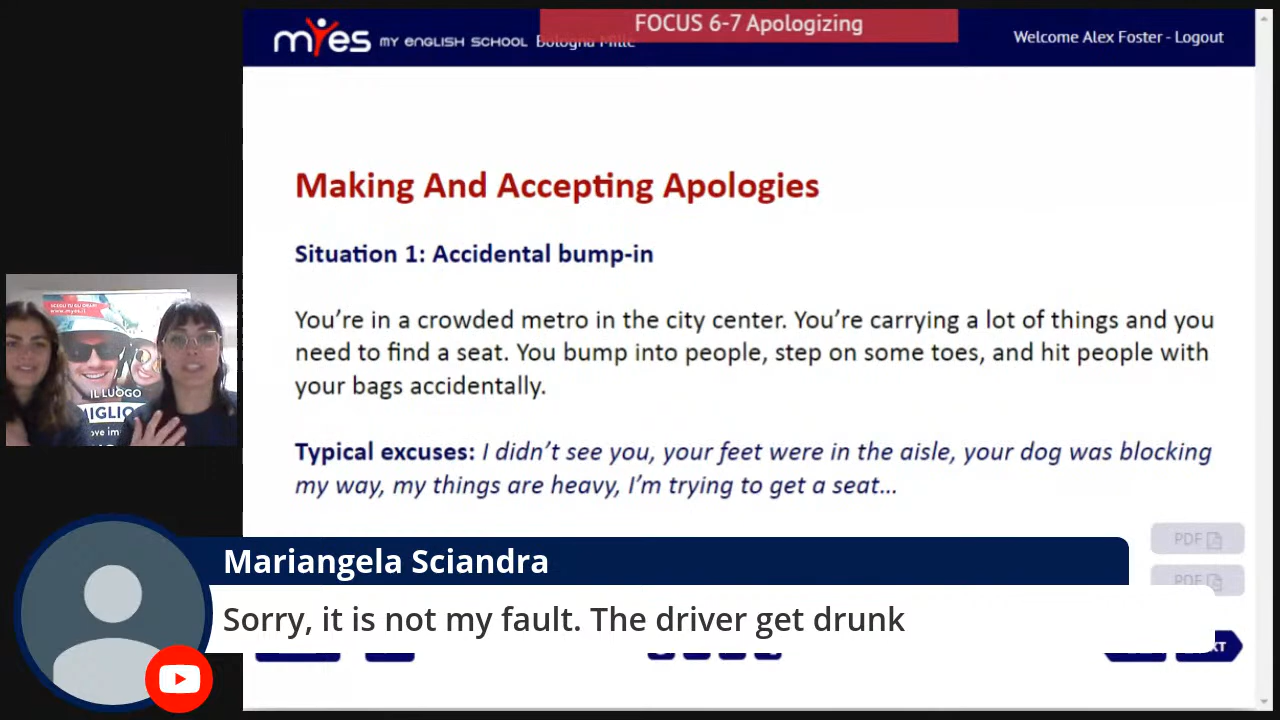 FOCUS 6-7 Apologizing
myes MY ENGLISH SCHOOL Bologna Mille
Welcome Alex Foster - Logout
Making And Accepting Apologies
Situation 1: Accidental bump-in
You're in a crowded metro in the city center. You're carrying a lot of things and you
need to find a seat. You bump into people, step on some toes, and hit people with
your bags accidentally.
Typical excuses: I didn't see you, your feet were in the aisle, your dog was blocking
my way, my things are heavy, I'm trying to get a seat...
IL LUOGO
PDF
PDF
Mariangela Sciandra
Sorry, it is not my fault. The driver get drunk